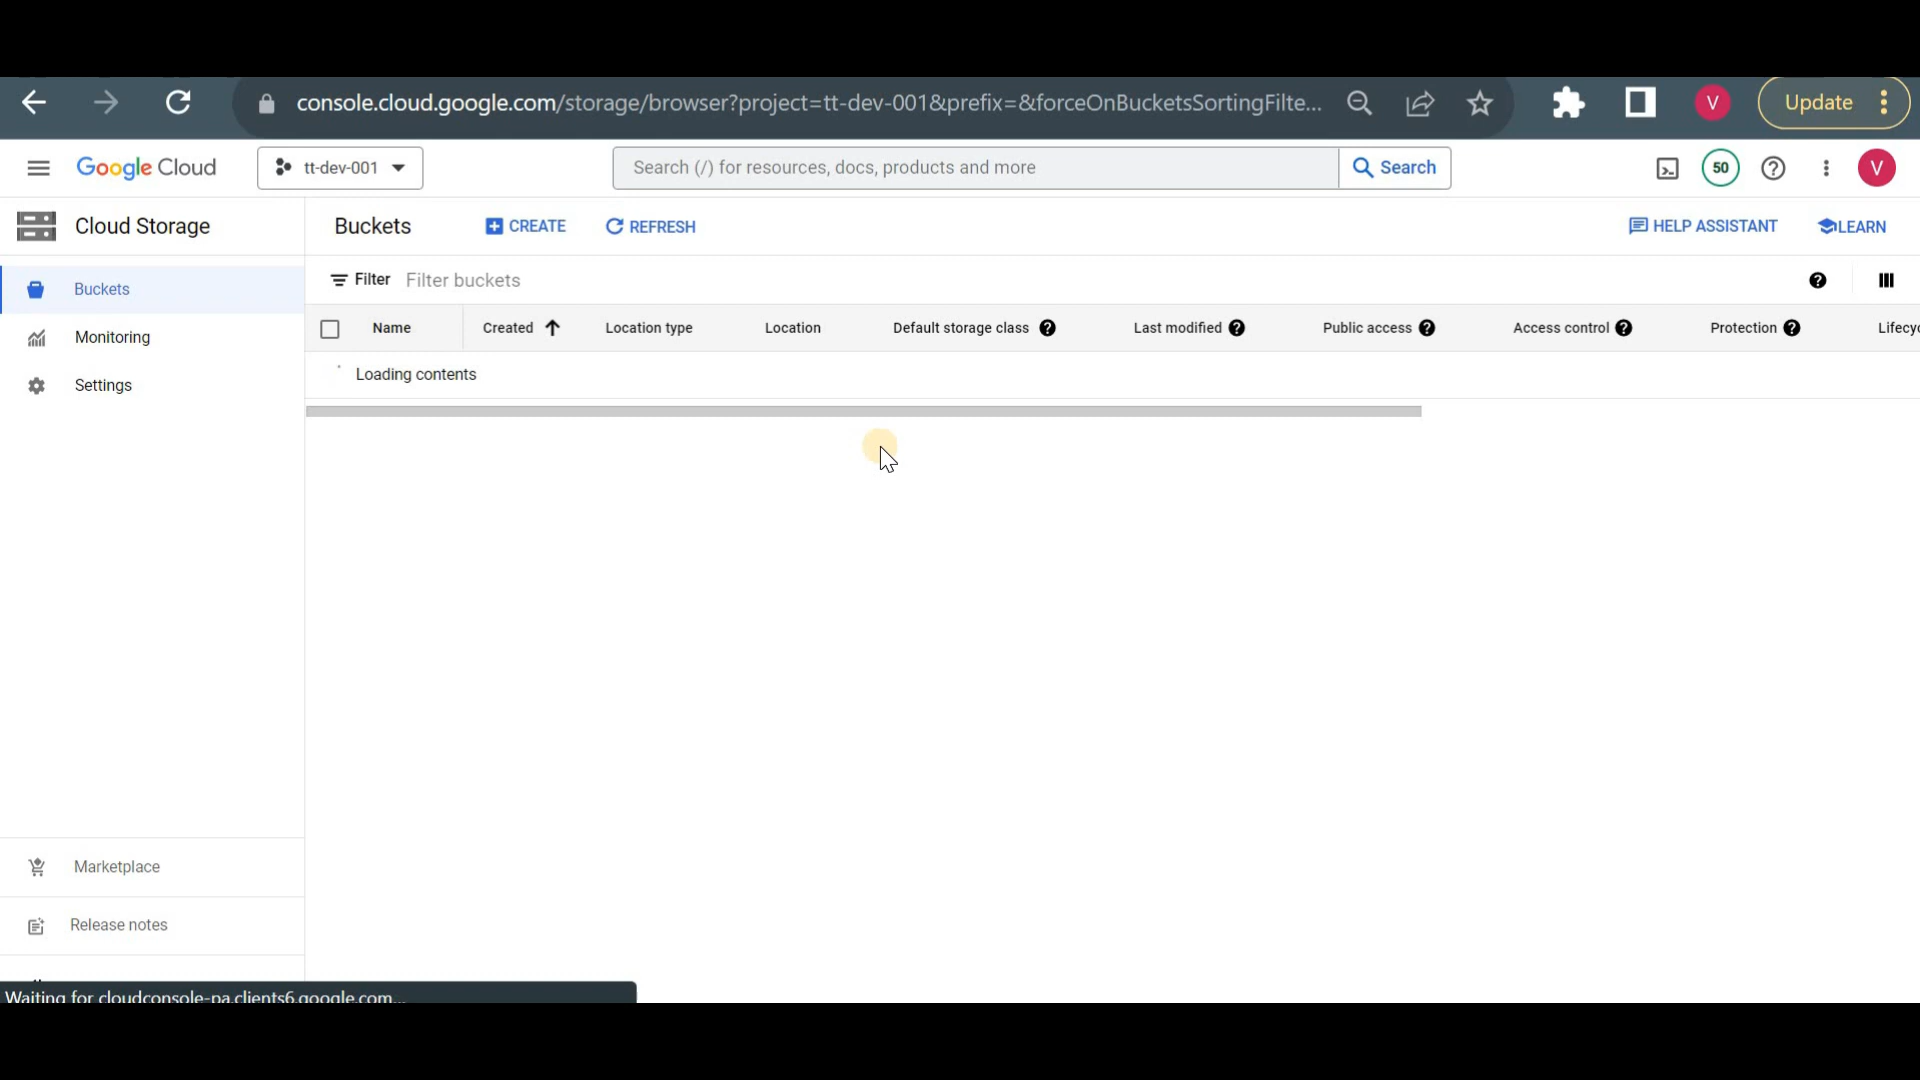 console.cloud.google.com/storage/browser?project=tt-dev-001&prefix=&forceOnBucketsSortingFilte...
V
Update
Google Cloud
tt-dev-001
Search (/) for resources, docs, products and more
Search
50
V
Cloud Storage
Buckets
CREATE
REFRESH
HELP ASSISTANT
LEARN
Buckets
Filter
Filter buckets
Monitoring
Name
Created
Location type
Location
Default storage class
Last modified
Public access
Access control
Protection
Lifecyc
Loading contents
Settings
Marketplace
Release notes
Waiting for cloudconsole-pa.clients6.google.com...